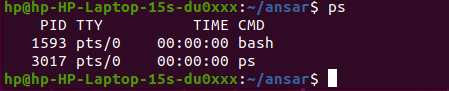 hp@hp-HP-Laptop-15s-du0xxx:~/ansar$ ps
    PID TTY          TIME CMD
   1593 pts/0    00:00:00 bash
   3017 pts/0    00:00:00 ps
hp@hp-HP-Laptop-15s-du0xxx:~/ansar$